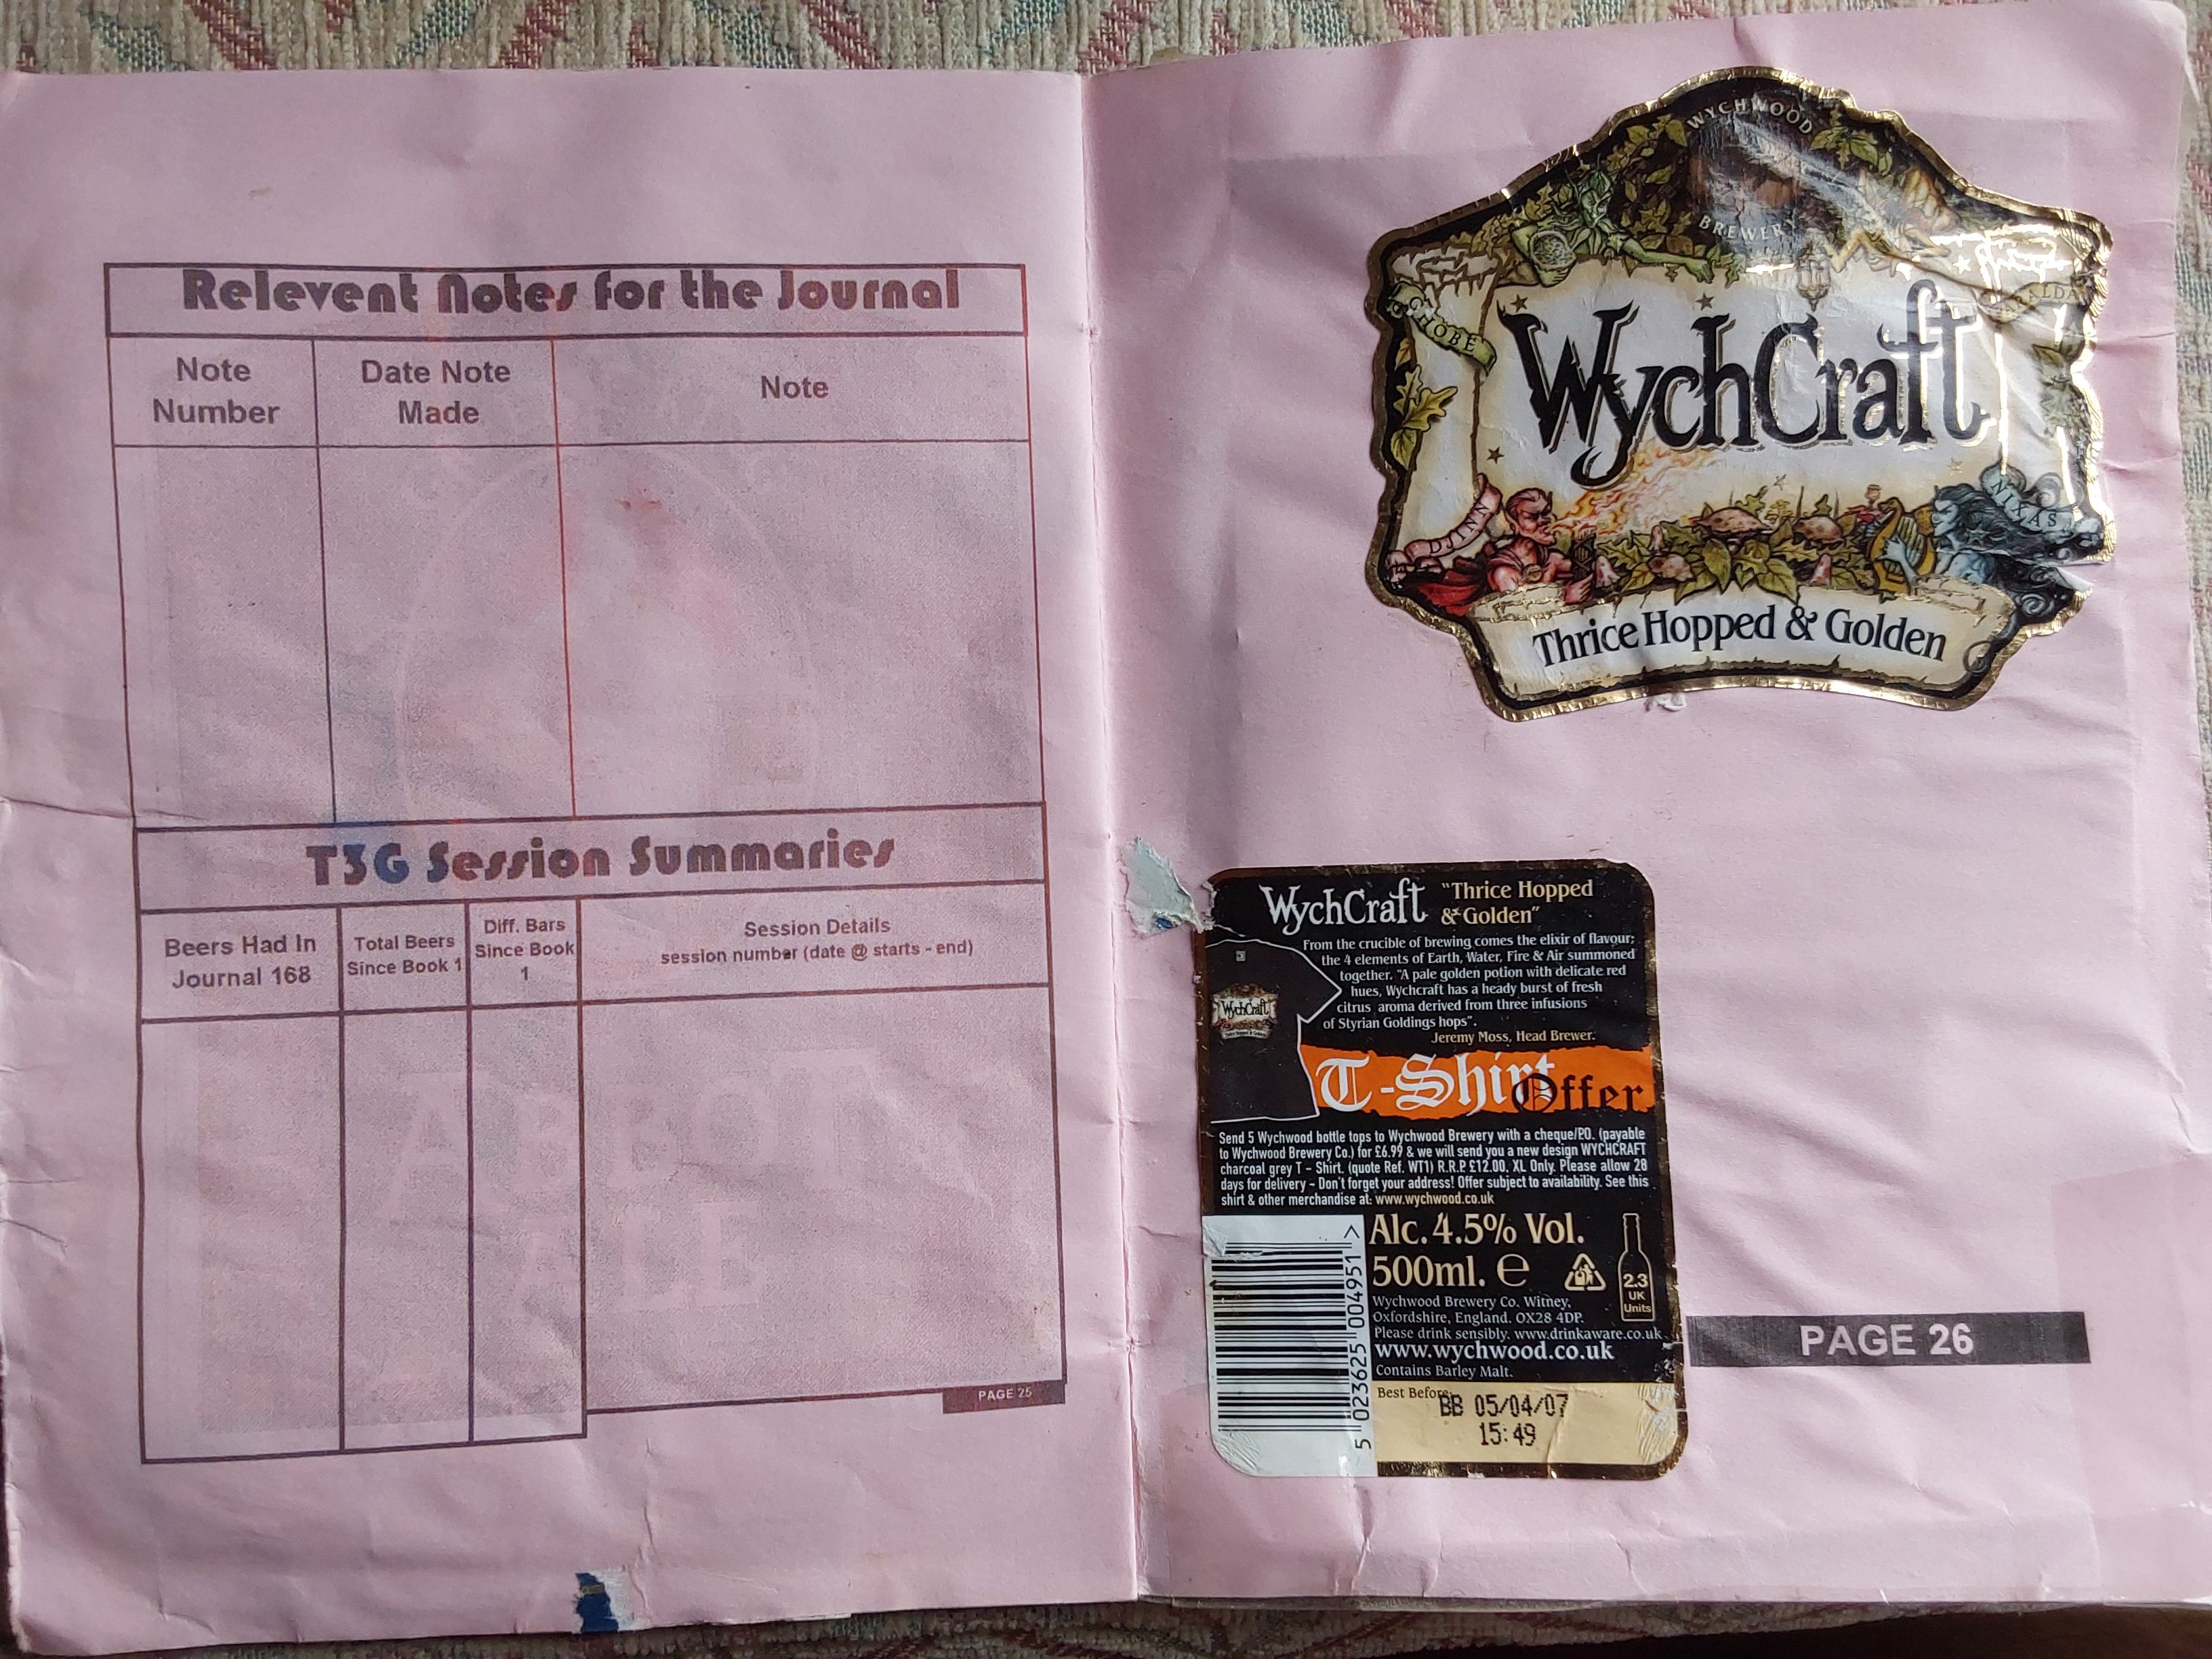 Relevent Notes for the Journal
Note
Number
Date Note
Made
Note
T3G Session Summaries
Beers Had In
Journal 168
Total Beers
Since Book 1
Diff. Bars
Since Book
1
Session Details
session number (date @ starts - end)
ABBOT
ALE
PAGE 25
WYCHWOOD
BREWERY
WychCraft
DJINN
NIXAS
Thrice Hopped & Golden
WychCraft "Thrice Hopped
& Golden"
From the crucible of brewing comes the elixir of flavour;
the 4 elements of Earth, Water, Fire & Air summoned
together. "A pale golden potion with delicate red
hues, Wychcraft has a heady burst of fresh
citrus aroma derived from three infusions
of Styrian Goldings hops".
Jeremy Moss, Head Brewer.
WychCraft
T-Shirt
Offer
Send 5 Wychwood bottle tops to Wychwood Brewery with a cheque/PO. (payable
to Wychwood Brewery Co.) for £6.99 & we will send you a new design WYCHCRAFT
charcoal grey T - Shirt. (quote Ref. WT1) R.R.P £12.00. XL Only. Please allow 28
days for delivery - Don't forget your address! Offer subject to availability. See this
shirt & other merchandise at: www.wychwood.co.uk
Alc. 4.5% Vol.
500ml. e
2.3
UK
Units
Wychwood Brewery Co. Witney,
Oxfordshire, England. OX28 4DP.
Please drink sensibly. www.drinkaware.co.uk
www.wychwood.co.uk
Contains Barley Malt.
5 023625 004951 >
Best Before:
BB 05/04/07
15:49
PAGE 26